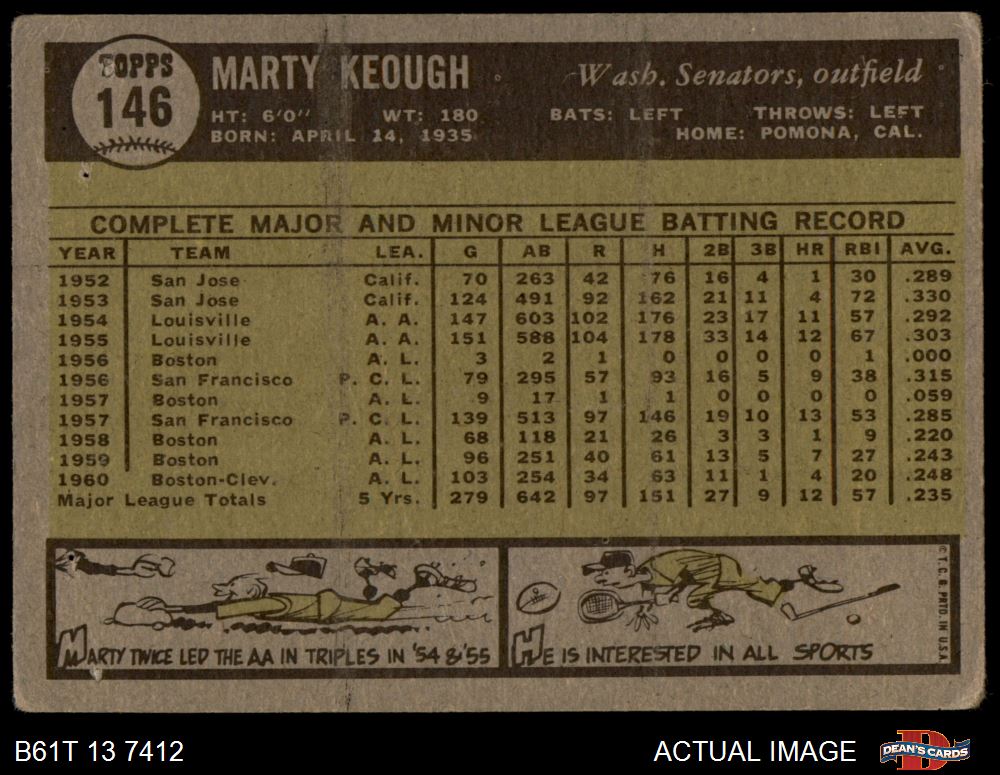 TOPPS
146
MARTY KEOUGH
Wash. Senators, outfield
HT: 6'0" WT: 180 BATS: LEFT THROWS: LEFT
BORN: APRIL 14, 1935 HOME: POMONA, CAL.
COMPLETE MAJOR AND MINOR LEAGUE BATTING RECORD
YEAR TEAM LEA. G AB R H 2B 3B HR RBI AVG.
1952 San Jose Calif. 70 263 42 76 16 4 1 30 .289
1953 San Jose Calif. 124 491 92 162 21 11 4 72 .330
1954 Louisville A. A. 147 603 102 176 23 17 11 57 .292
1955 Louisville A. A. 151 588 104 178 33 14 12 67 .303
1956 Boston A. L. 3 2 1 0 0 0 0 1 .000
1956 San Francisco P. C. L. 79 295 57 93 16 5 9 38 .315
1957 Boston A. L. 9 17 1 1 0 0 0 0 .059
1957 San Francisco P. C. L. 139 513 97 146 19 10 13 53 .285
1958 Boston A. L. 68 118 21 26 3 3 1 9 .220
1959 Boston A. L. 96 251 40 61 13 5 7 27 .243
1960 Boston-Clev. A. L. 103 254 34 63 11 1 4 20 .248
Major League Totals 5 Yrs. 279 642 97 151 27 9 12 57 .235
MARTY TWICE LED THE AA IN TRIPLES IN '54 & '55
HE IS INTERESTED IN ALL SPORTS
© T. C. G. PRTD. IN U.S.A.
B61T 13 7412
ACTUAL IMAGE
DEAN'S CARDS